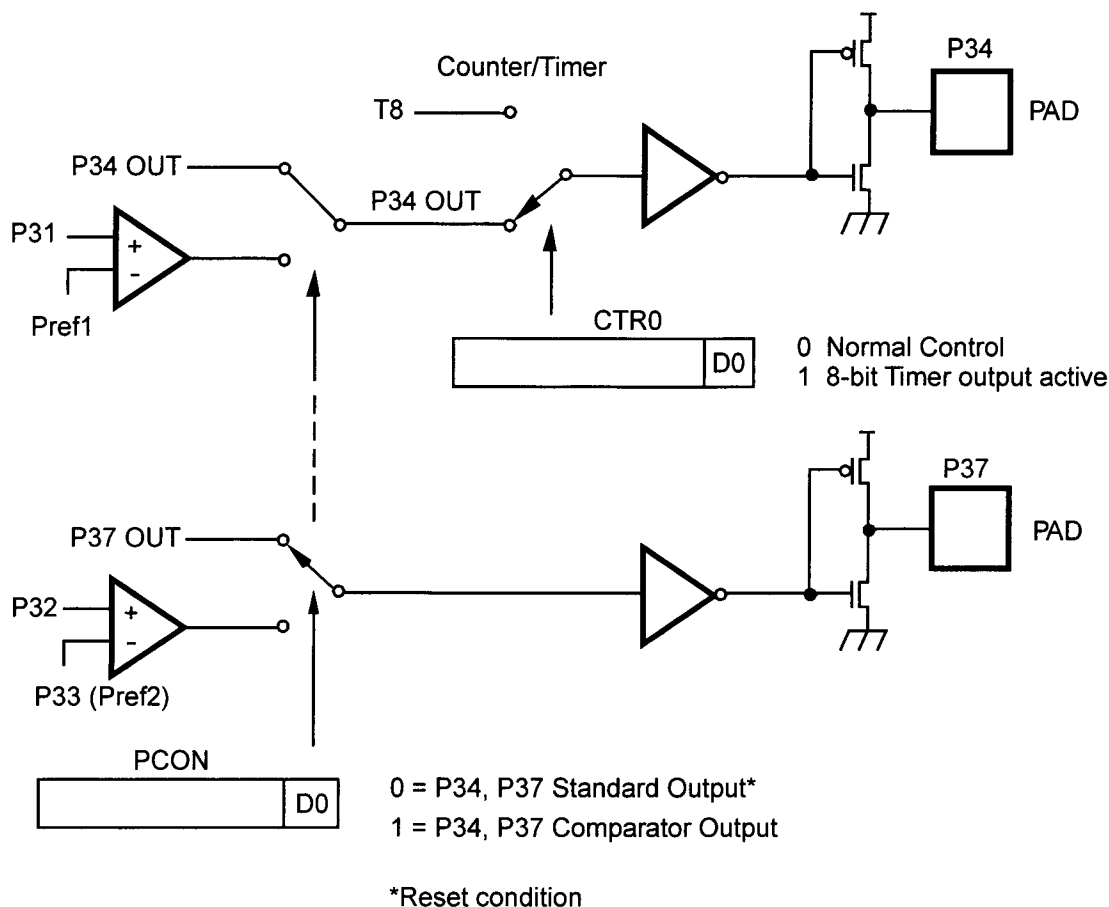 P34
Counter/Timer
T8
PAD
P34 OUT
P34 OUT
P31
+
-
Pref1
CTR0
D0
0 Normal Control
1 8-bit Timer output active
P37
P37 OUT
PAD
P32
+
-
P33 (Pref2)
PCON
D0
0 = P34, P37 Standard Output*
1 = P34, P37 Comparator Output
*Reset condition